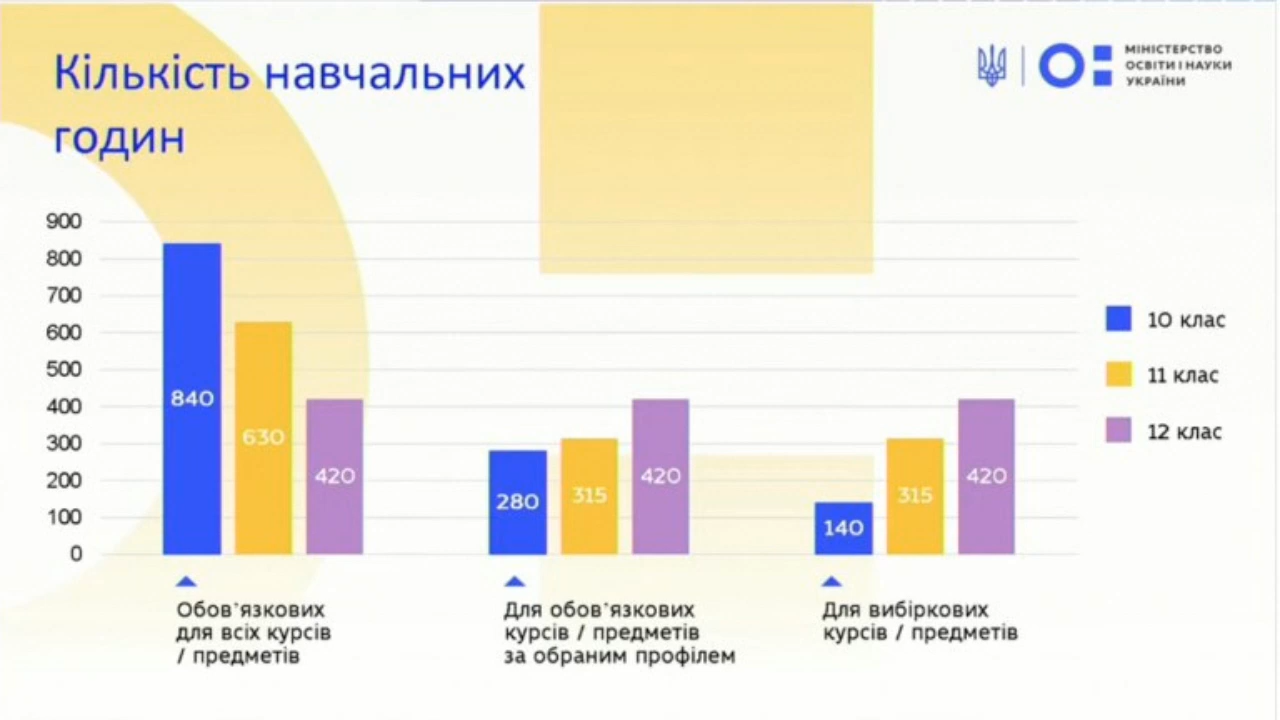 Кількість навчальних
годин
МІНІСТЕРСТВО
ОСВІТИ І НАУКИ
УКРАЇНИ
900
800
700
600
500
400
300
200
100
0
840
630
420
280
315
420
140
315
420
10 клас
11 клас
12 клас
Обов'язкових
для всіх курсів
/ предметів
Для обов'язкових
курсів / предметів
за обраним профілем
Для вибіркових
курсів / предметів